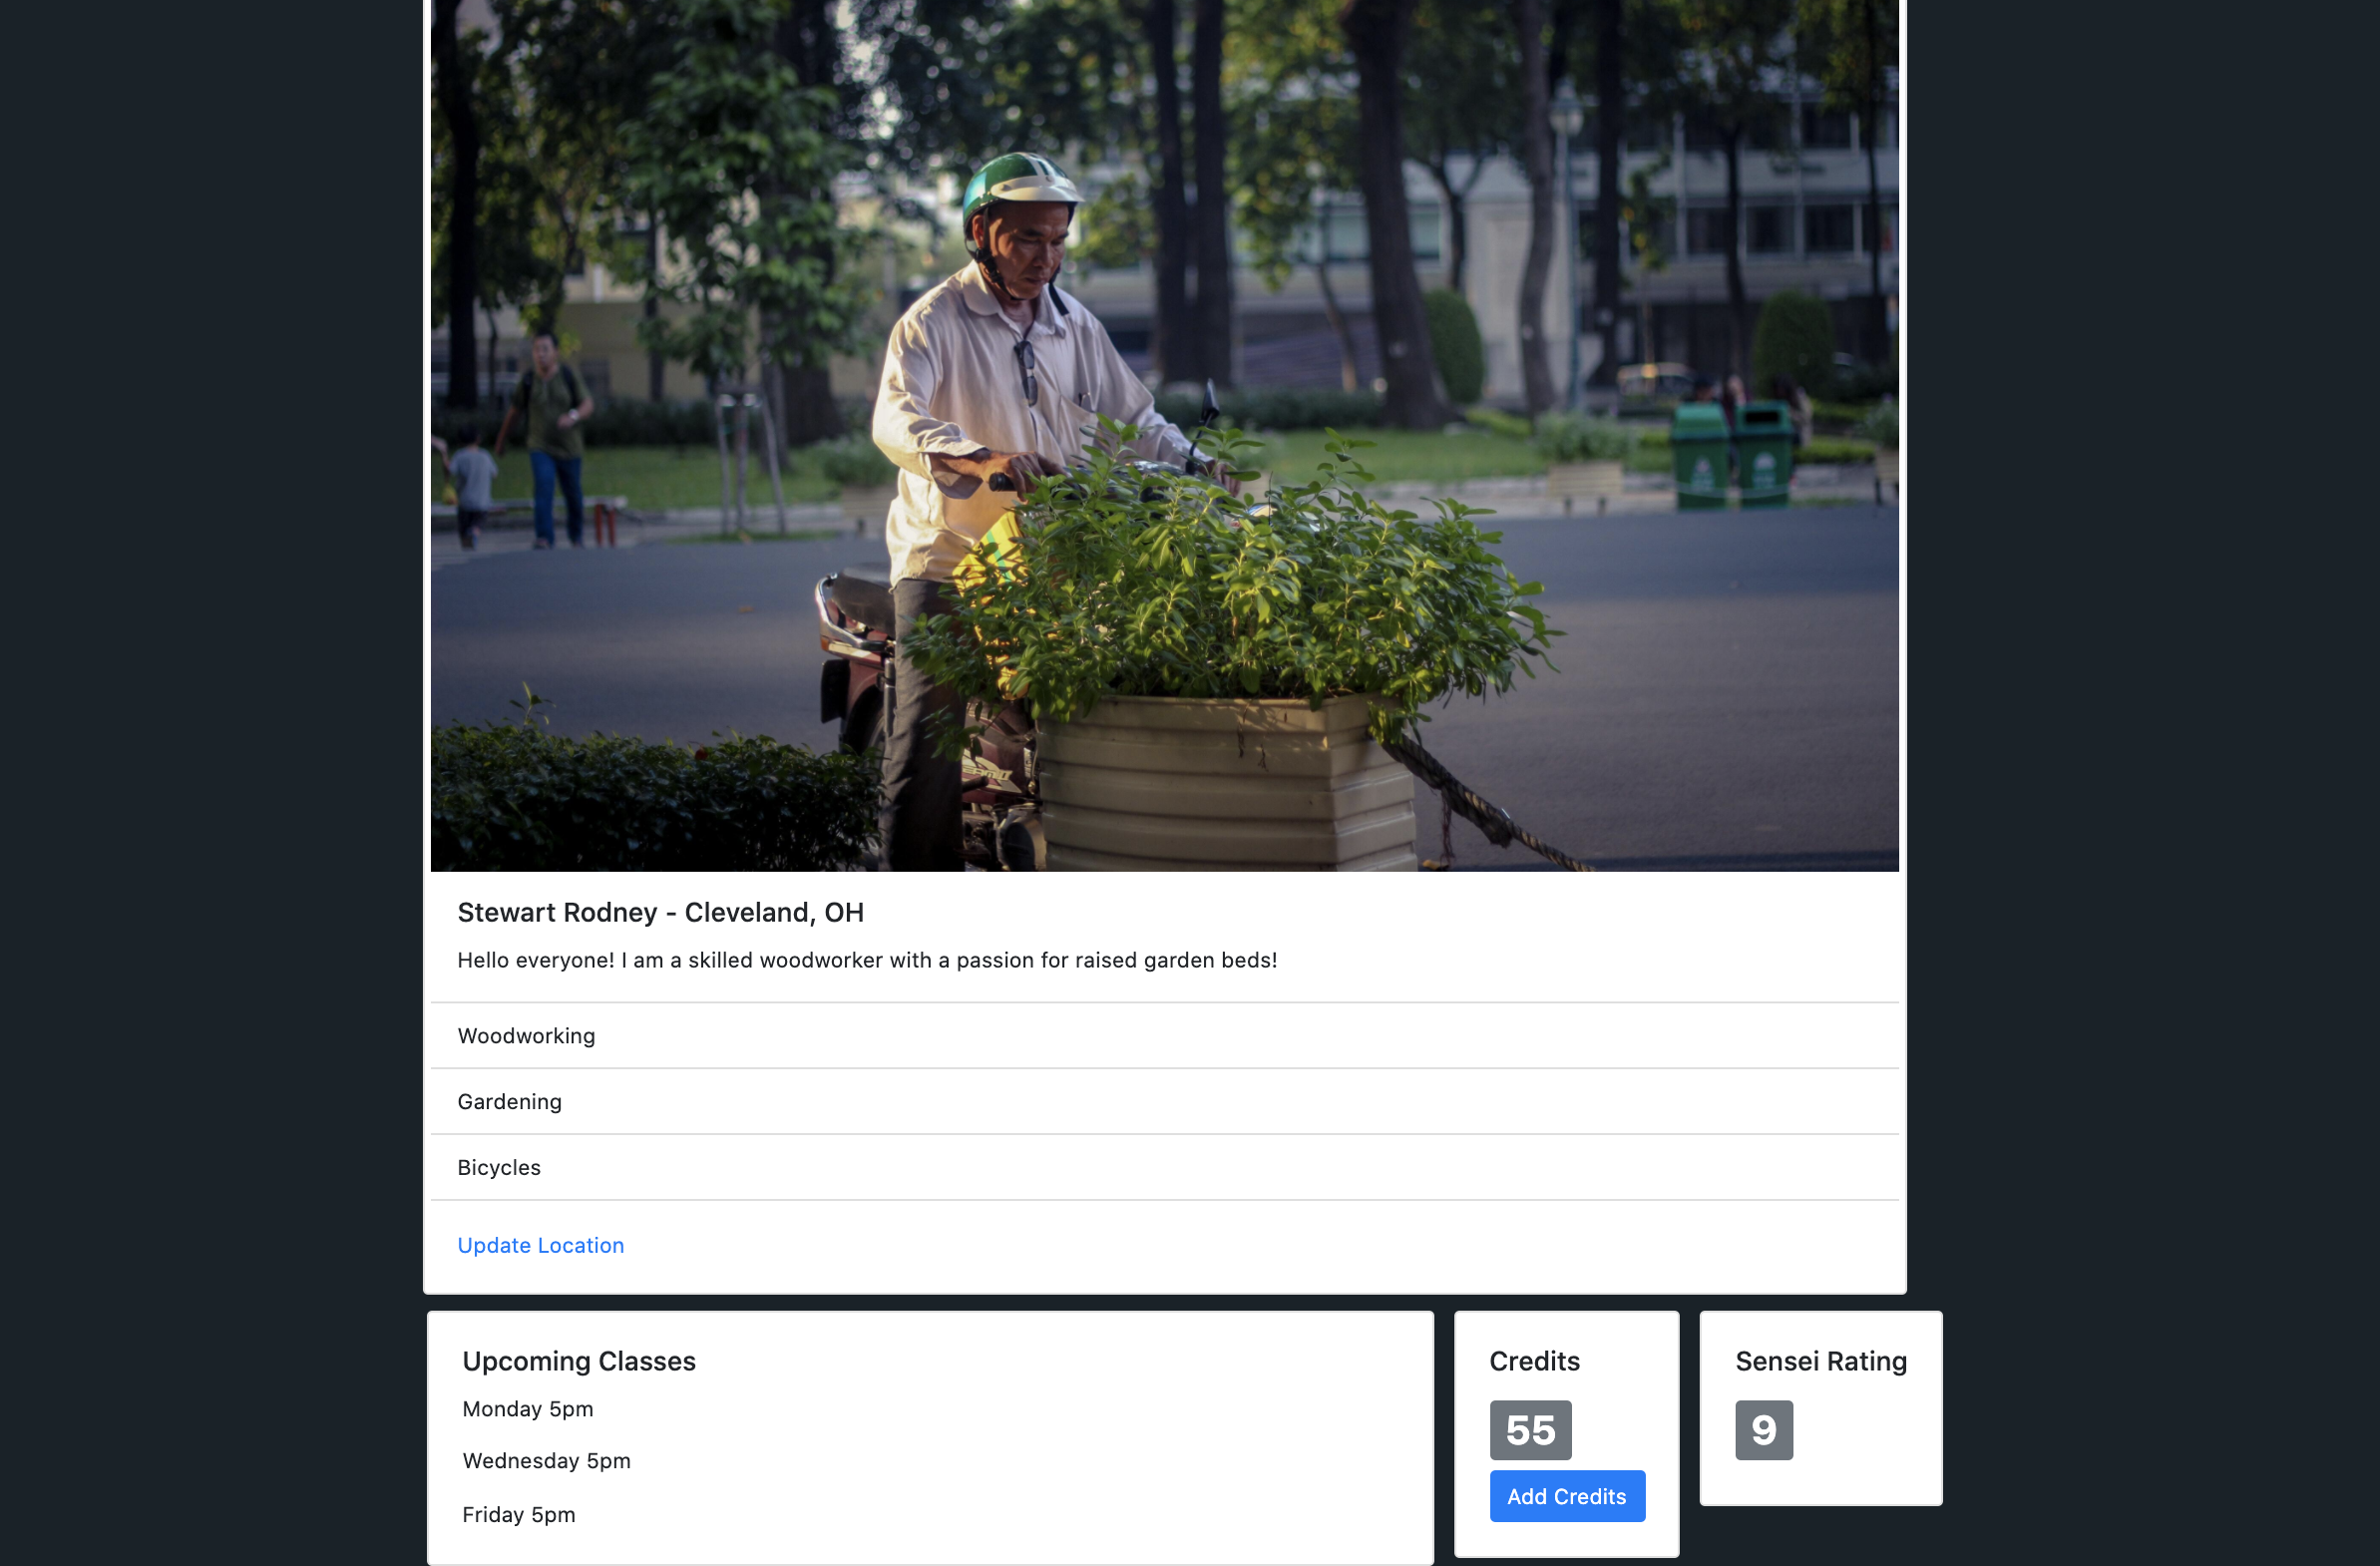 Stewart Rodney - Cleveland, OH
Hello everyone! I am a skilled woodworker with a passion for raised garden beds!
Woodworking
Gardening
Bicycles
Update Location
Upcoming Classes
Monday 5pm
Wednesday 5pm
Friday 5pm
Credits
55
Add Credits
Sensei Rating
9